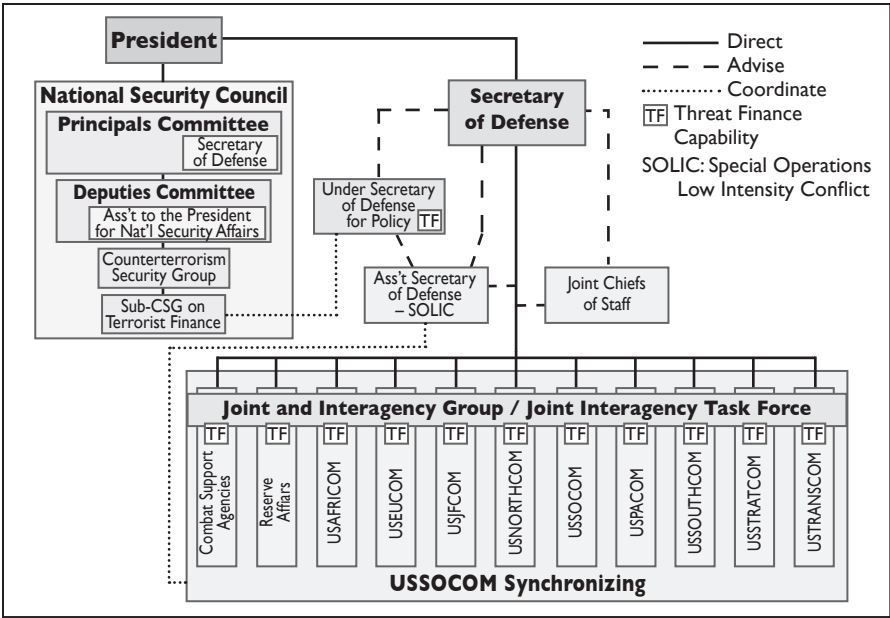 President
National Security Council
Principals Committee
Secretary
of Defense
Deputies Committee
Ass't to the President
for Nat'l Security Affairs
Counterterrorism
Security Group
Sub-CSG on
Terrorist Finance
Secretary
of Defense
Under Secretary
of Defense
for Policy TF
Ass't Secretary
of Defense
– SOLIC
Joint Chiefs
of Staff
Direct
Advise
Coordinate
TF Threat Finance
Capability
SOLIC: Special Operations
Low Intensity Conflict
Joint and Interagency Group / Joint Interagency Task Force
TF TF TF TF TF TF TF TF TF TF TF
Combat Support
Agencies
Reserve
Affiars
USAFRICOM
USEUCOM
USJFCOM
USNORTHCOM
USSOCOM
USPACOM
USSOUTHCOM
USSTRATCOM
USTRANSCOM
USSOCOM Synchronizing